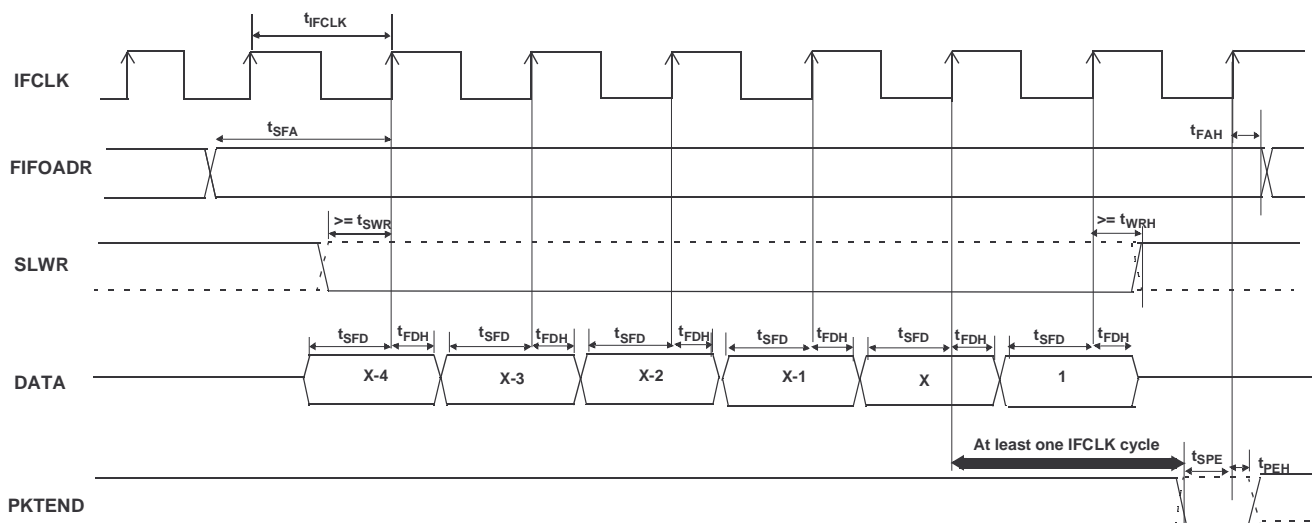 tIFCLK
IFCLK
tSFA
tFAH
FIFOADR
>= tSWR
>= tWRH
SLWR
tSFD tFDH tSFD tFDH tSFD tFDH tSFD tFDH tSFD tFDH tSFD tFDH
DATA X-4 X-3 X-2 X-1 X 1
At least one IFCLK cycle
tSPE
tPEH
PKTEND